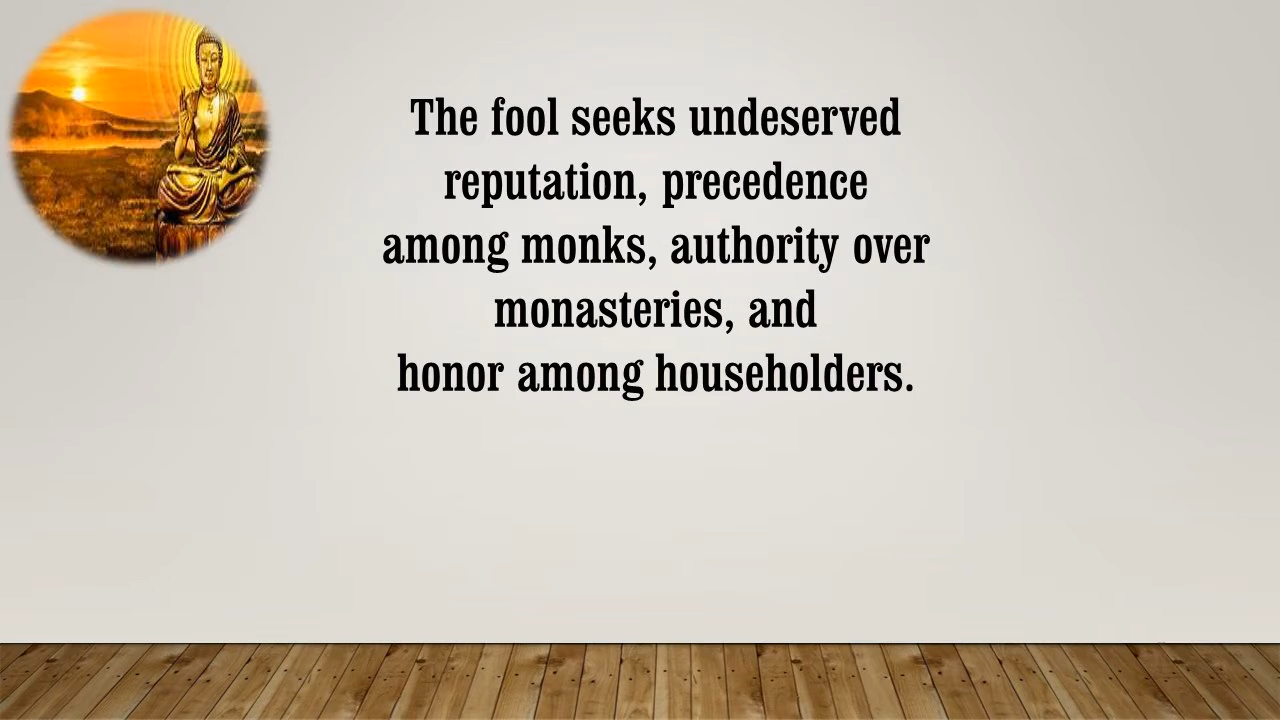 The fool seeks undeserved
reputation, precedence
among monks, authority over
monasteries, and
honor among householders.